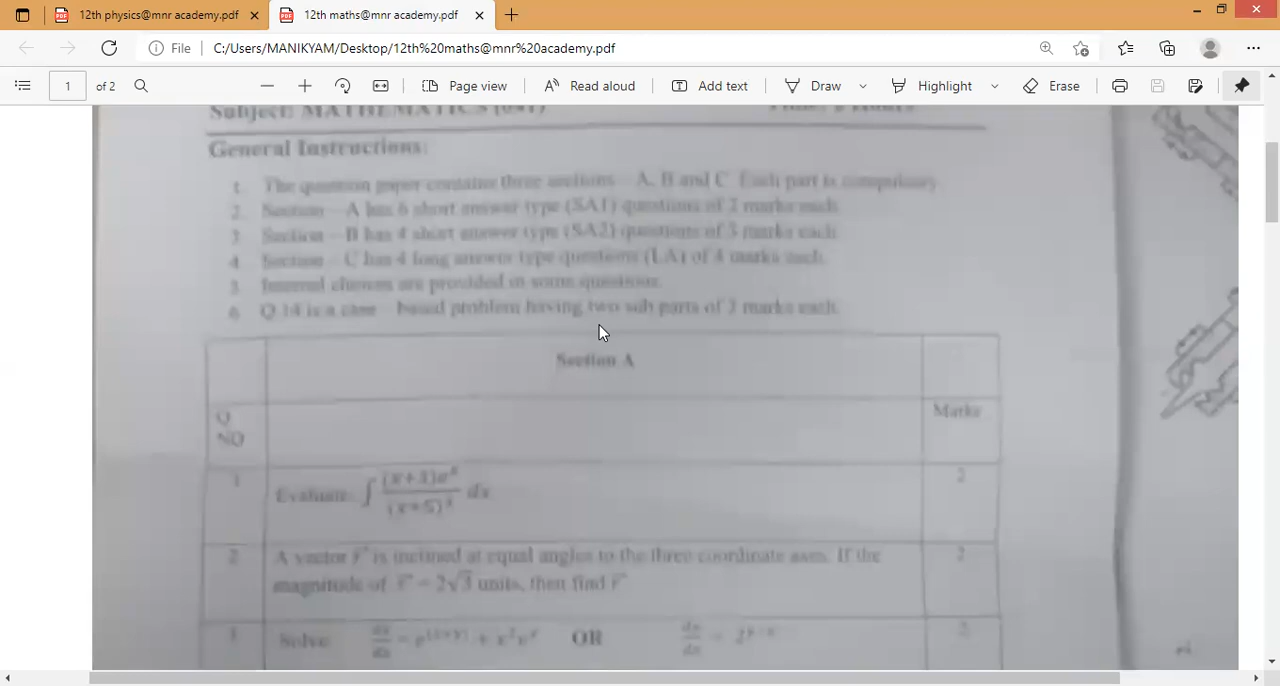 12th physics@mnr academy.pdf
12th maths@mnr academy.pdf
File C:/Users/MANIKYAM/Desktop/12th%20maths@mnr%20academy.pdf
1 of 2 Page view Read aloud Add text Draw Highlight Erase
Subject: MATHEMATICS (041)
General Instructions:
1. The question paper contains three sections – A, B and C. Each part is compulsory.
2. Section – A has 6 short answer type (SA1) questions of 2 marks each.
3. Section – B has 4 short answer type (SA2) questions of 3 marks each.
4. Section – C has 4 long answer type questions (LA) of 4 marks each.
5. Internal choices are provided in some questions.
6. Q 14 is a case – based problem having two sub parts of 2 marks each.
Section A
Q NO
Marks
1 Evaluate: ∫ dx 2
2 A vector r⃗ is inclined at equal angles to the three coordinate axes. If the 2
magnitude of r⃗ = 2√3 units, then find r⃗
3 Solve OR 2